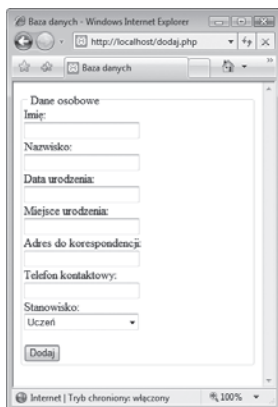 Baza danych - Windows Internet Explorer
http://localhost/dodaj.php
Baza danych
Dane osobowe
Imię:
Nazwisko:
Data urodzenia:
Miejsce urodzenia:
Adres do korespondencji:
Telefon kontaktowy:
Stanowisko:
Uczeń
Dodaj
Internet | Tryb chroniony: włączony 100%